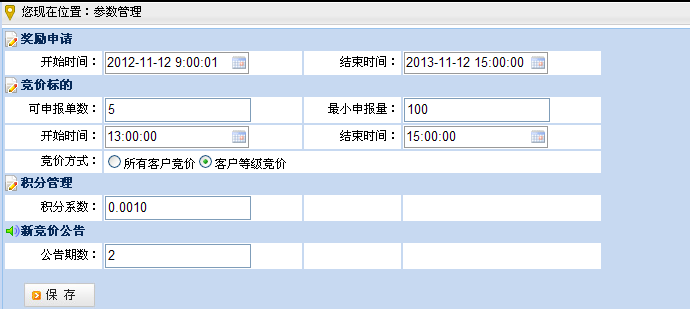 您现在位置：参数管理
奖励申请
开始时间： 2012-11-12 9:00:01 结束时间： 2013-11-12 15:00:00
竞价标的
可申报单数： 5 最小申报量： 100
开始时间： 13:00:00 结束时间： 15:00:00
竞价方式： 所有客户竞价 客户等级竞价
积分管理
积分系数： 0.0010
新竞价公告
公告期数： 2
保 存